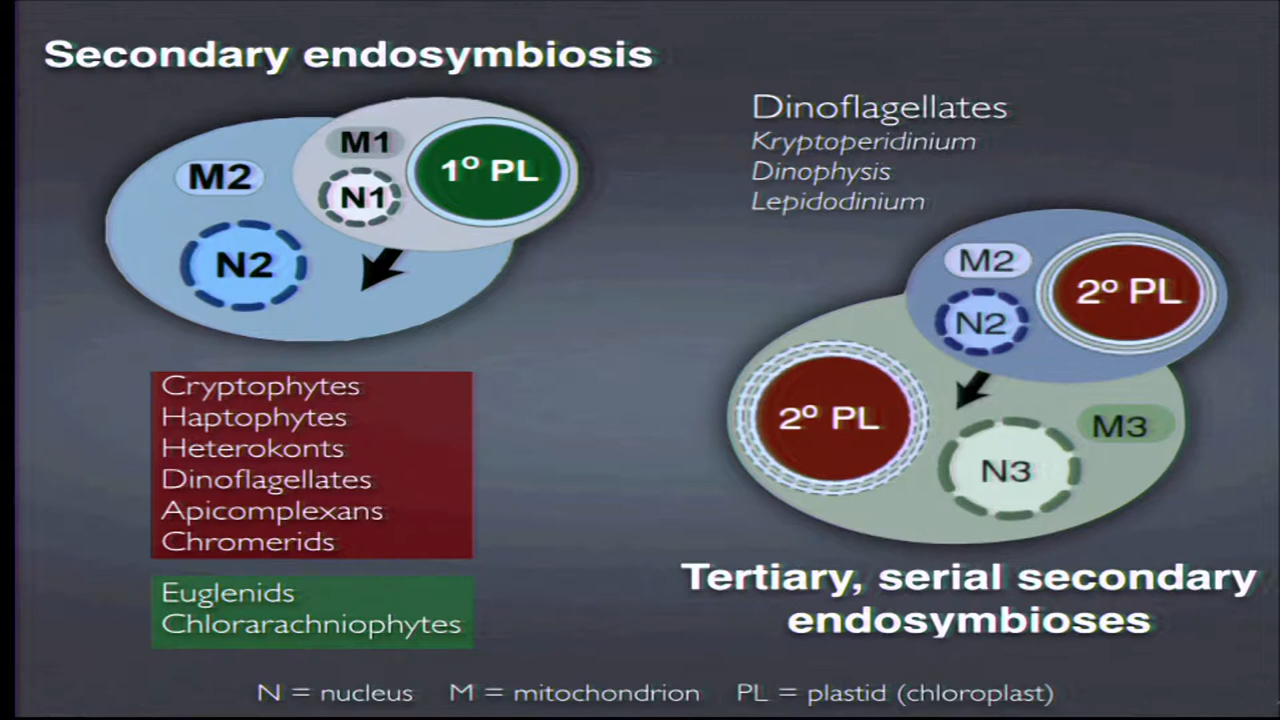 Secondary endosymbiosis
M1
1º PL
M2
N1
N2
Cryptophytes
Haptophytes
Heterokonts
Dinoflagellates
Apicomplexans
Chromerids
Euglenids
Chlorarachniophytes
Dinoflagellates
Kryptoperidinium
Dinophysis
Lepidodinium
M2
2º PL
N2
2º PL
M3
N3
Tertiary, serial secondary
endosymbioses
N = nucleus M = mitochondrion PL = plastid (chloroplast)